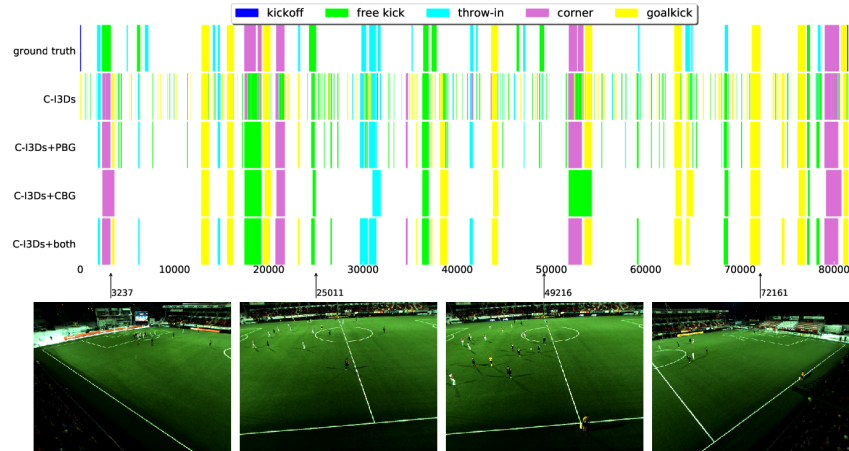 kickoff free kick throw-in corner goalkick
ground truth
C-I3Ds
C-I3Ds+PBG
C-I3Ds+CBG
C-I3Ds+both
0 10000 20000 30000 40000 50000 60000 70000 80000
3237 25011 49216 72161